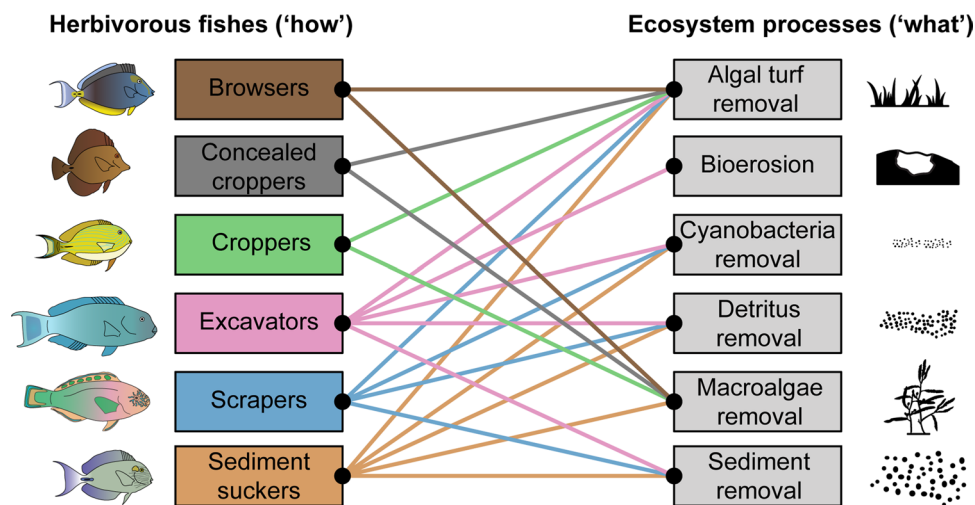 Herbivorous fishes (‘how’)
Ecosystem processes (‘what’)
Browsers
Concealed
croppers
Croppers
Excavators
Scrapers
Sediment
suckers
Algal turf
removal
Bioerosion
Cyanobacteria
removal
Detritus
removal
Macroalgae
removal
Sediment
removal